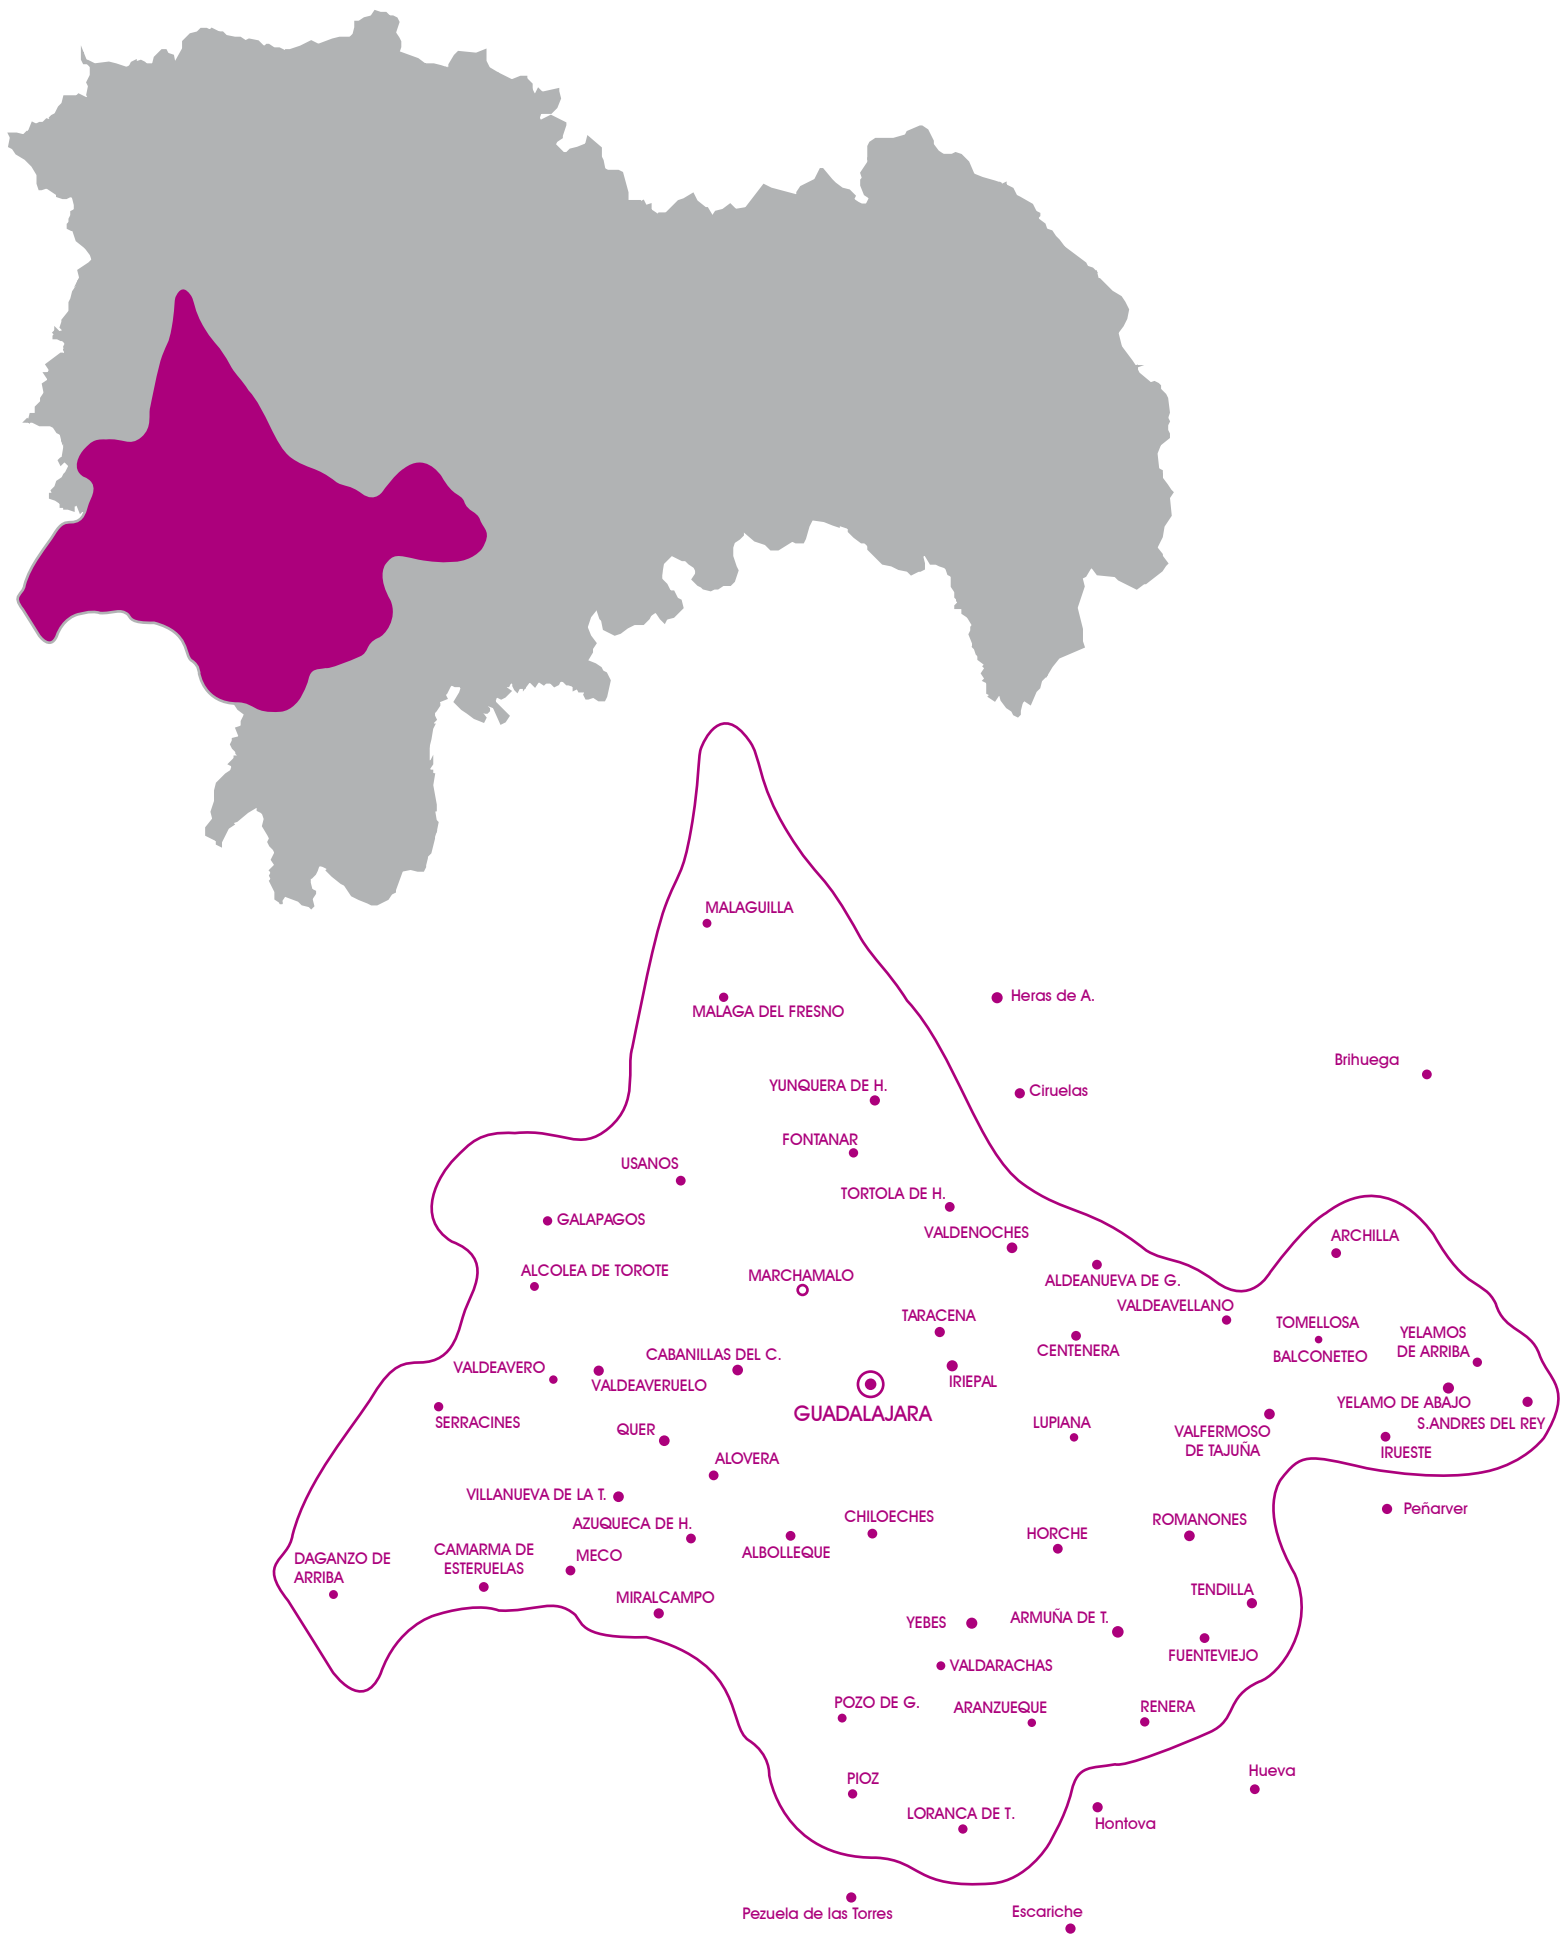 MALAGUILLA
Heras de A.
MALAGA DEL FRESNO
Brihuega
YUNQUERA DE H.
Ciruelas
FONTANAR
USANOS
TORTOLA DE H.
GALAPAGOS
VALDENOCHES
ARCHILLA
ALCOLEA DE TOROTE
MARCHAMALO
ALDEANUEVA DE G.
VALDEAVELLANO
TARACENA
TOMELLOSA
YELAMOS
DE ARRIBA
CENTENERA
CABANILLAS DEL C.
BALCONETEO
VALDEAVERO
VALDEAVERUELO
IRIEPAL
YELAMO DE ABAJO
GUADALAJARA
SERRACINES
LUPIANA
S.ANDRES DEL REY
QUER
VALFERMOSO
DE TAJUÑA
IRUESTE
ALOVERA
VILLANUEVA DE LA T.
Peñarver
CHILOECHES
ROMANONES
AZUQUECA DE H.
HORCHE
CAMARMA DE
ESTERUELAS
ALBOLLEQUE
MECO
DAGANZO DE
ARRIBA
TENDILLA
MIRALCAMPO
ARMUÑA DE T.
YEBES
FUENTEVIEJO
VALDARACHAS
POZO DE G.
ARANZUEQUE
RENERA
Hueva
PIOZ
LORANCA DE T.
Hontova
Escariche
Pezuela de las Torres